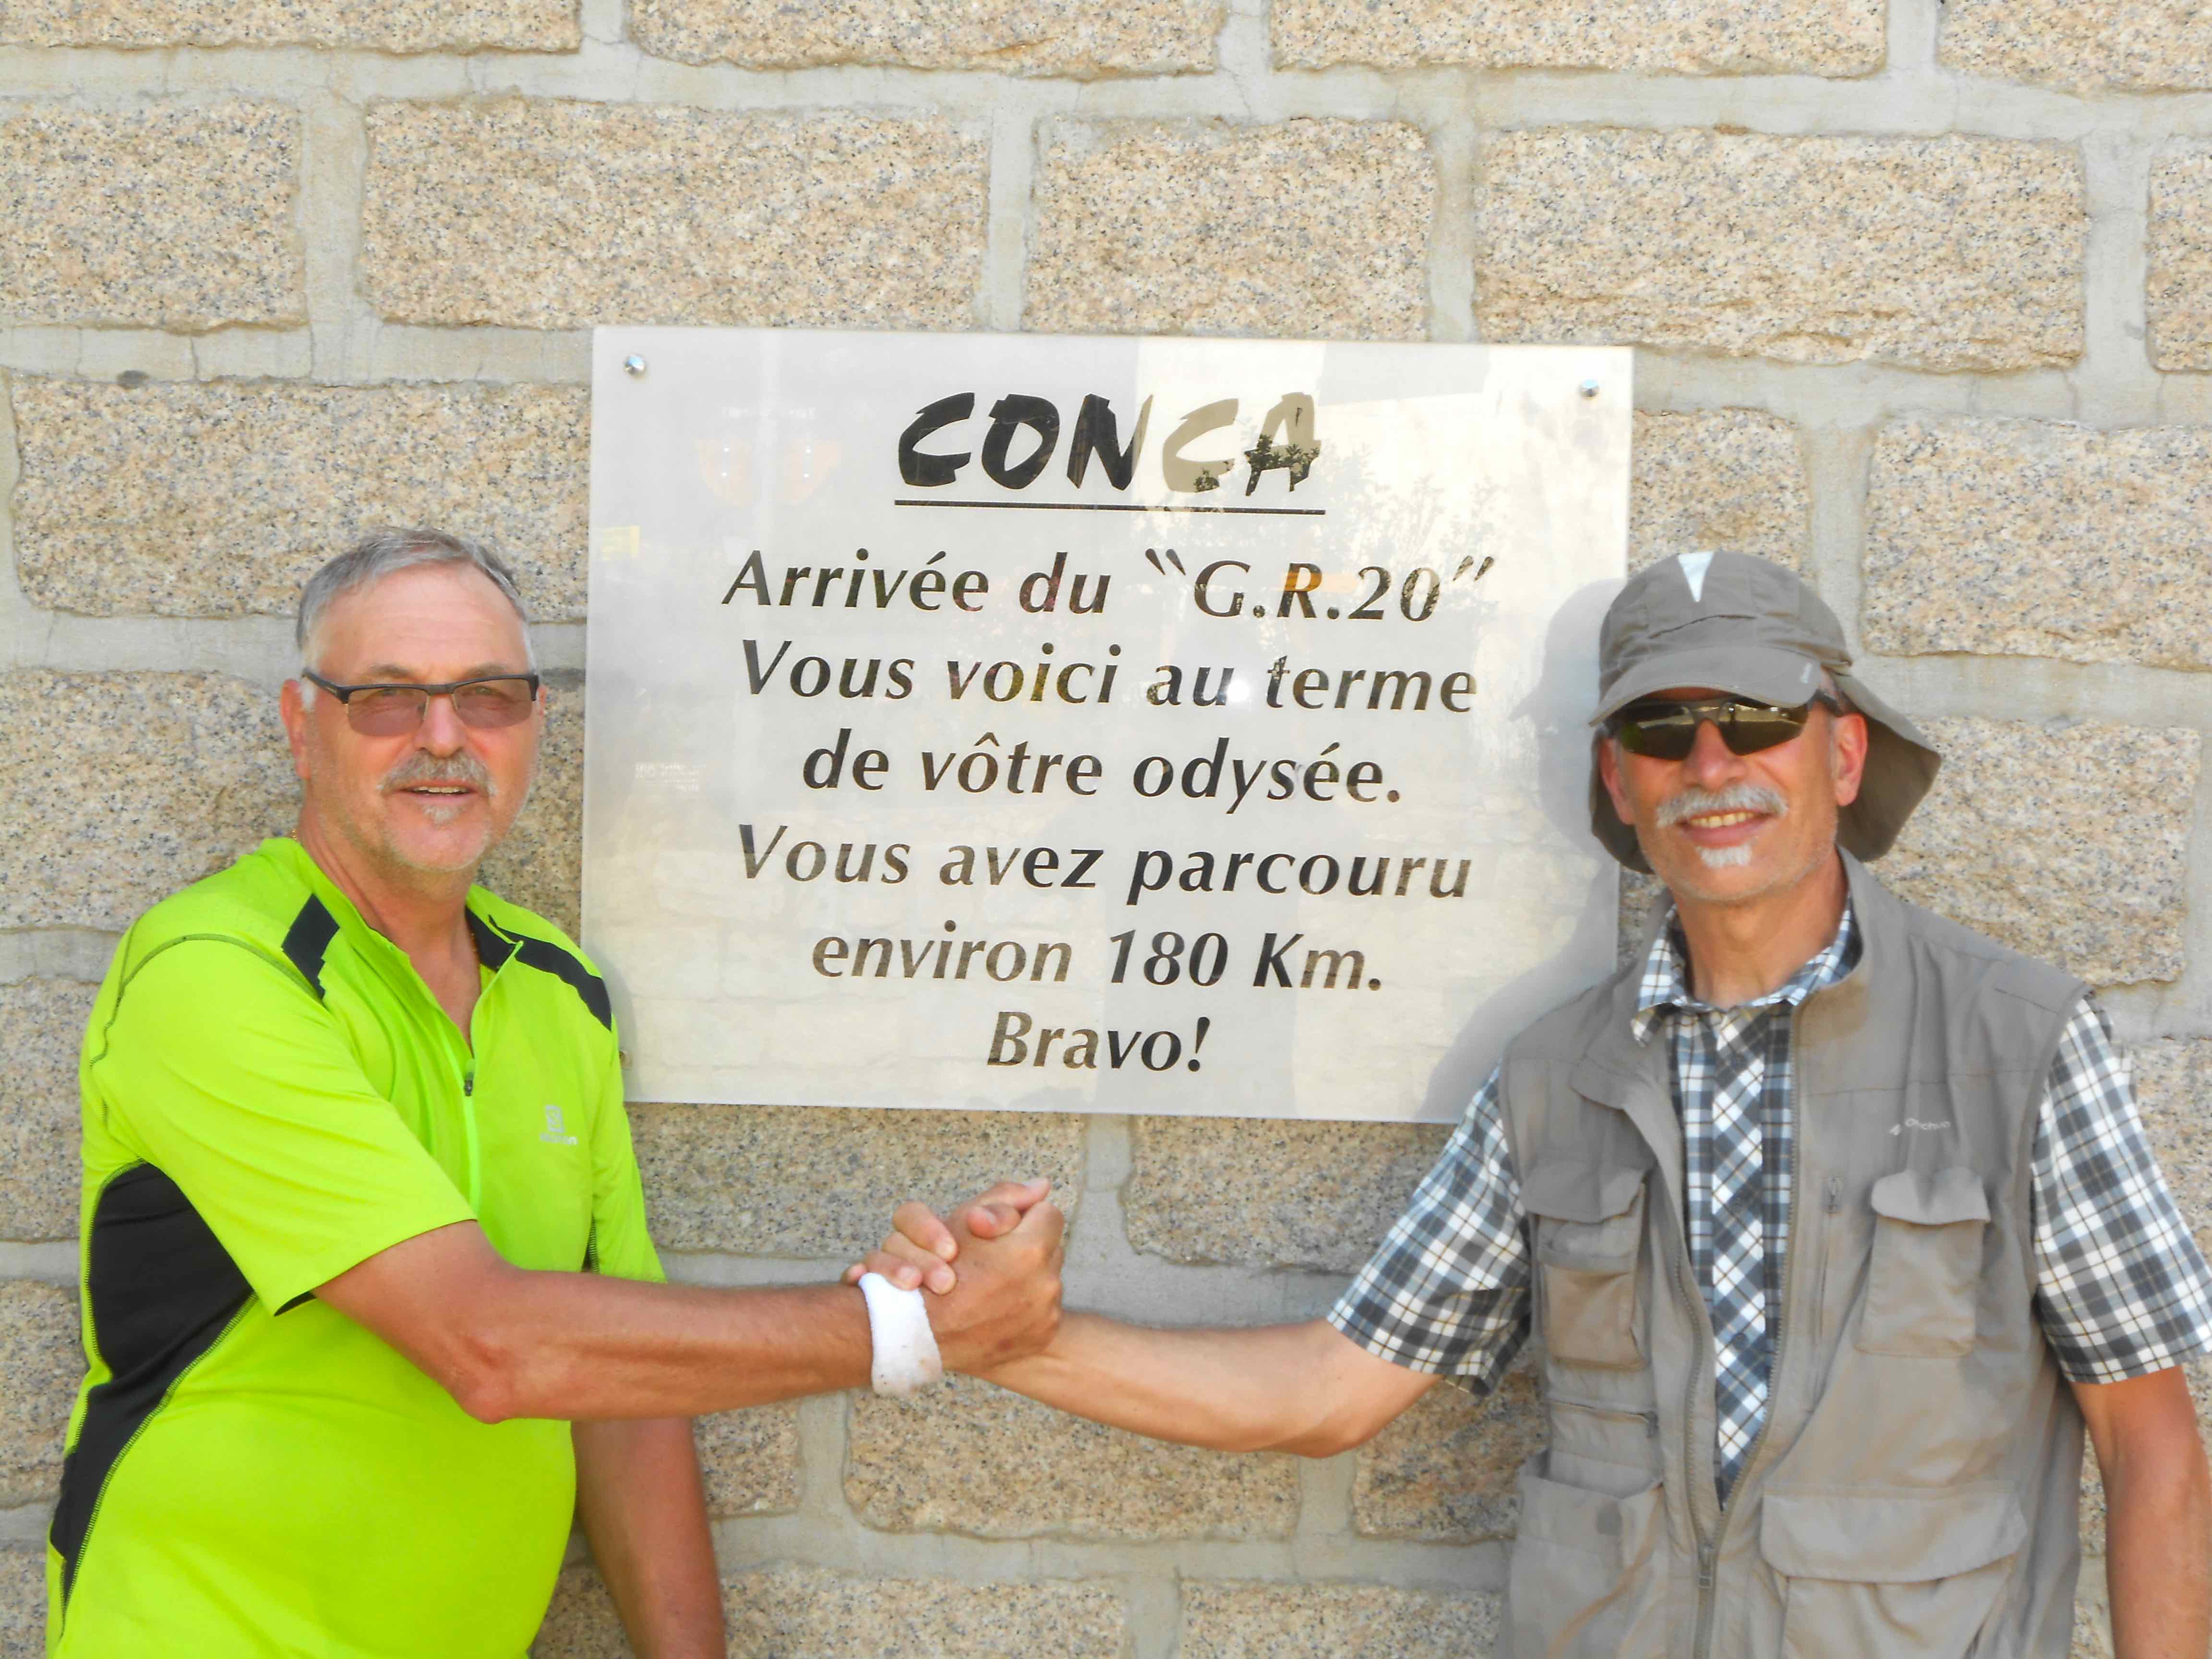 CONCA
Arrivée du "G.R.20"
Vous voici au terme
de vôtre odysée.
Vous avez parcouru
environ 180 Km.
Bravo!